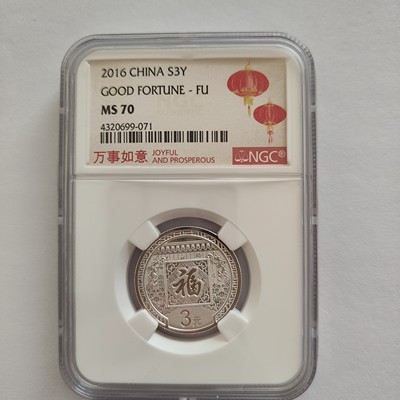 2016 CHINA S3Y
GOOD FORTUNE - FU
MS 70
4320699-071
万事如意 JOYFUL AND PROSPEROUS
NGC®
福
3元